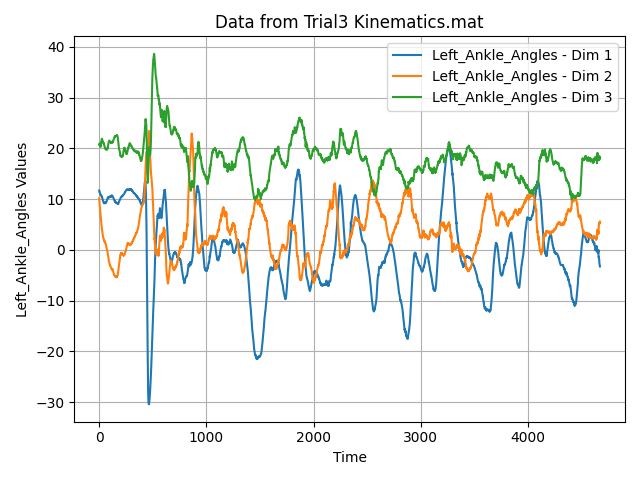 Data from Trial3 Kinematics.mat
Left_Ankle_Angles - Dim 1
Left_Ankle_Angles - Dim 2
Left_Ankle_Angles - Dim 3
Left_Ankle_Angles Values
40
30
20
10
0
−10
−20
−30
0 1000 2000 3000 4000
Time